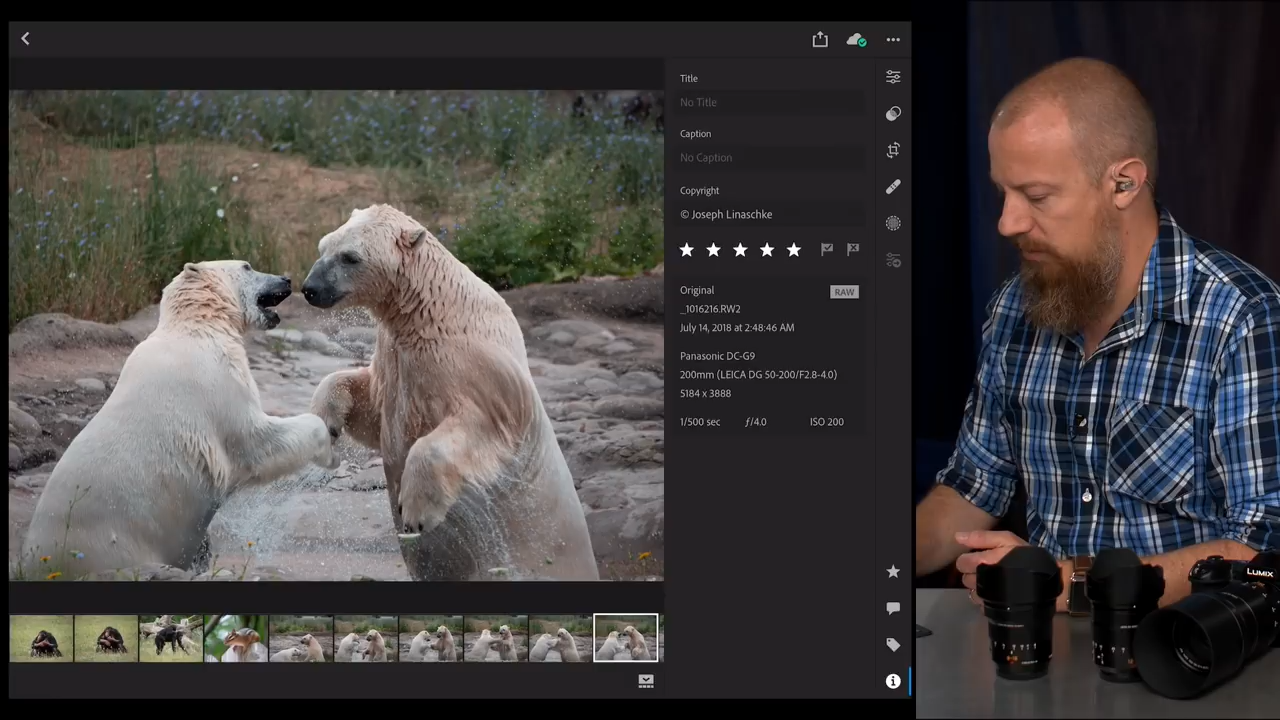 Title
No Title
Caption
No Caption
Copyright
© Joseph Linaschke
Original
RAW
_1016216.RW2
July 14, 2018 at 2:48:46 AM
Panasonic DC-G9
200mm (LEICA DG 50-200/F2.8-4.0)
5184 x 3888
1/500 sec ƒ/4.0 ISO 200
LUMIX